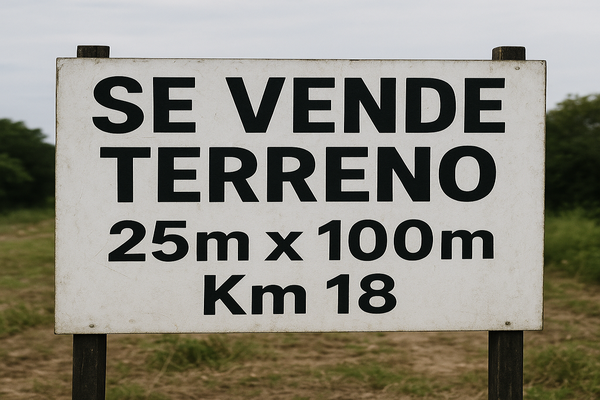 SE VENDE
TERRENO
25m x 100m
Km 18